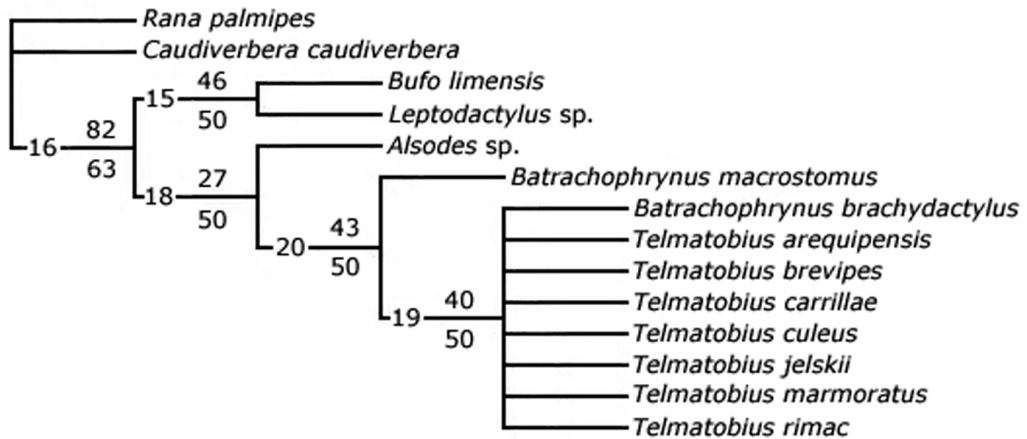 Rana palmipes
Caudiverbera caudiverbera
46
Bufo limensis
15
50
Leptodactylus sp.
82
Alsodes sp.
16
63
27
Batrachophrynus macrostomus
18
50
Batrachophrynus brachydactylus
43
Telmatobius arequipensis
20
50
Telmatobius brevipes
40
Telmatobius carrillae
19
50
Telmatobius culeus
Telmatobius jelskii
Telmatobius marmoratus
Telmatobius rimac